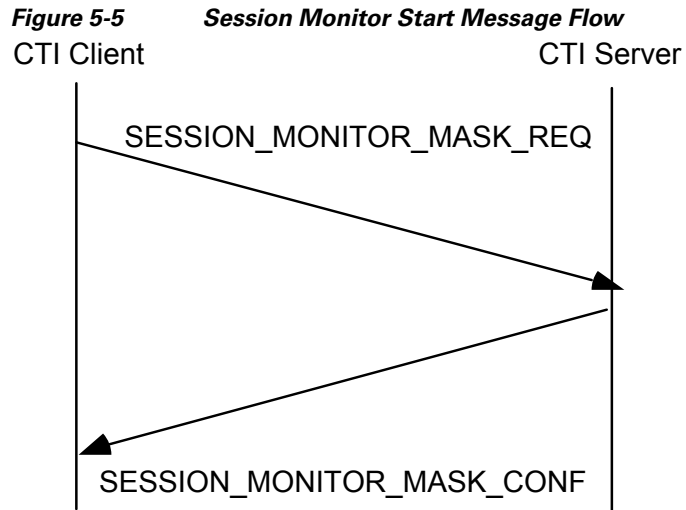 Figure 5-5 Session Monitor Start Message Flow
CTI Client CTI Server
SESSION_MONITOR_MASK_REQ
SESSION_MONITOR_MASK_CONF